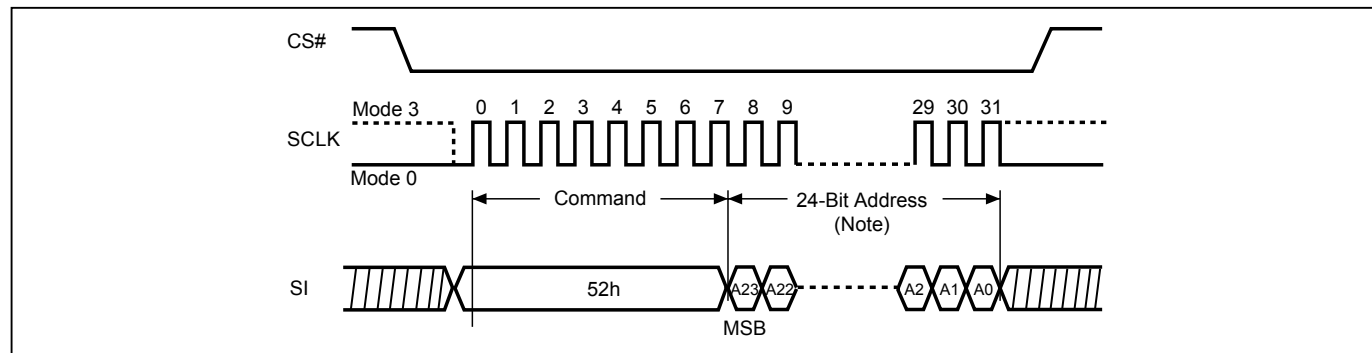 CS#
Mode 3
0 1 2 3 4 5 6 7 8 9 29 30 31
SCLK
Mode 0
Command
24-Bit Address
(Note)
SI
52h
A23 A22 A2 A1 A0
MSB